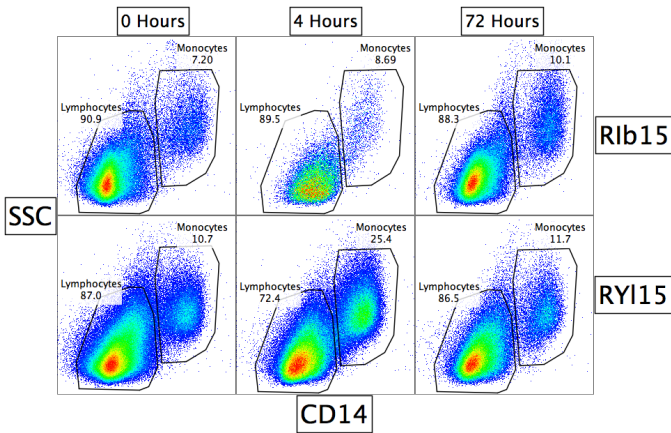 0 Hours
4 Hours
72 Hours
Monocytes
7.20
Lymphocytes
90.9
Monocytes
8.69
Lymphocytes
89.5
Monocytes
10.1
Lymphocytes
88.3
RIb15
SSC
Monocytes
10.7
Lymphocytes
87.0
Monocytes
25.4
Lymphocytes
72.4
Monocytes
11.7
Lymphocytes
86.5
RYl15
CD14